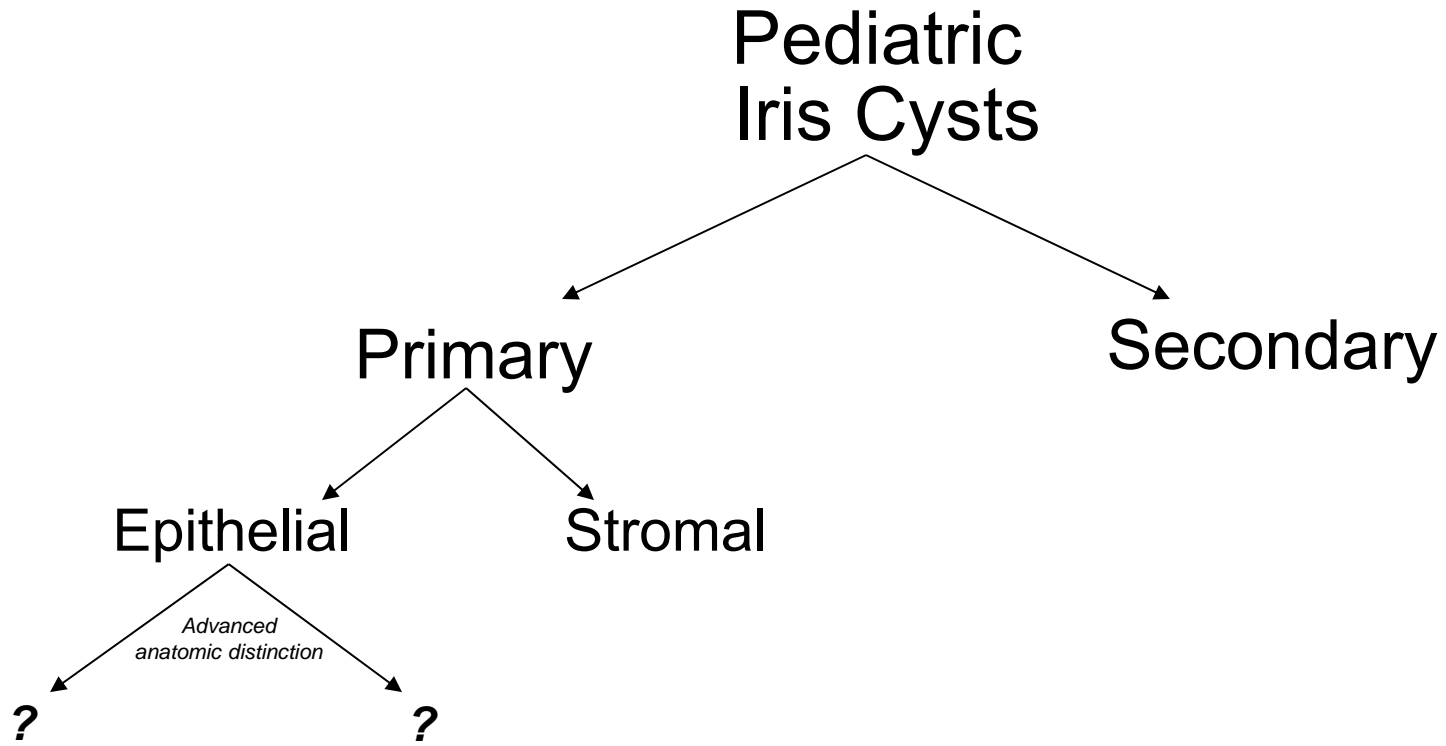 Pediatric
Iris Cysts
Primary
Secondary
Epithelial
Stromal
Advanced
anatomic distinction
?
?